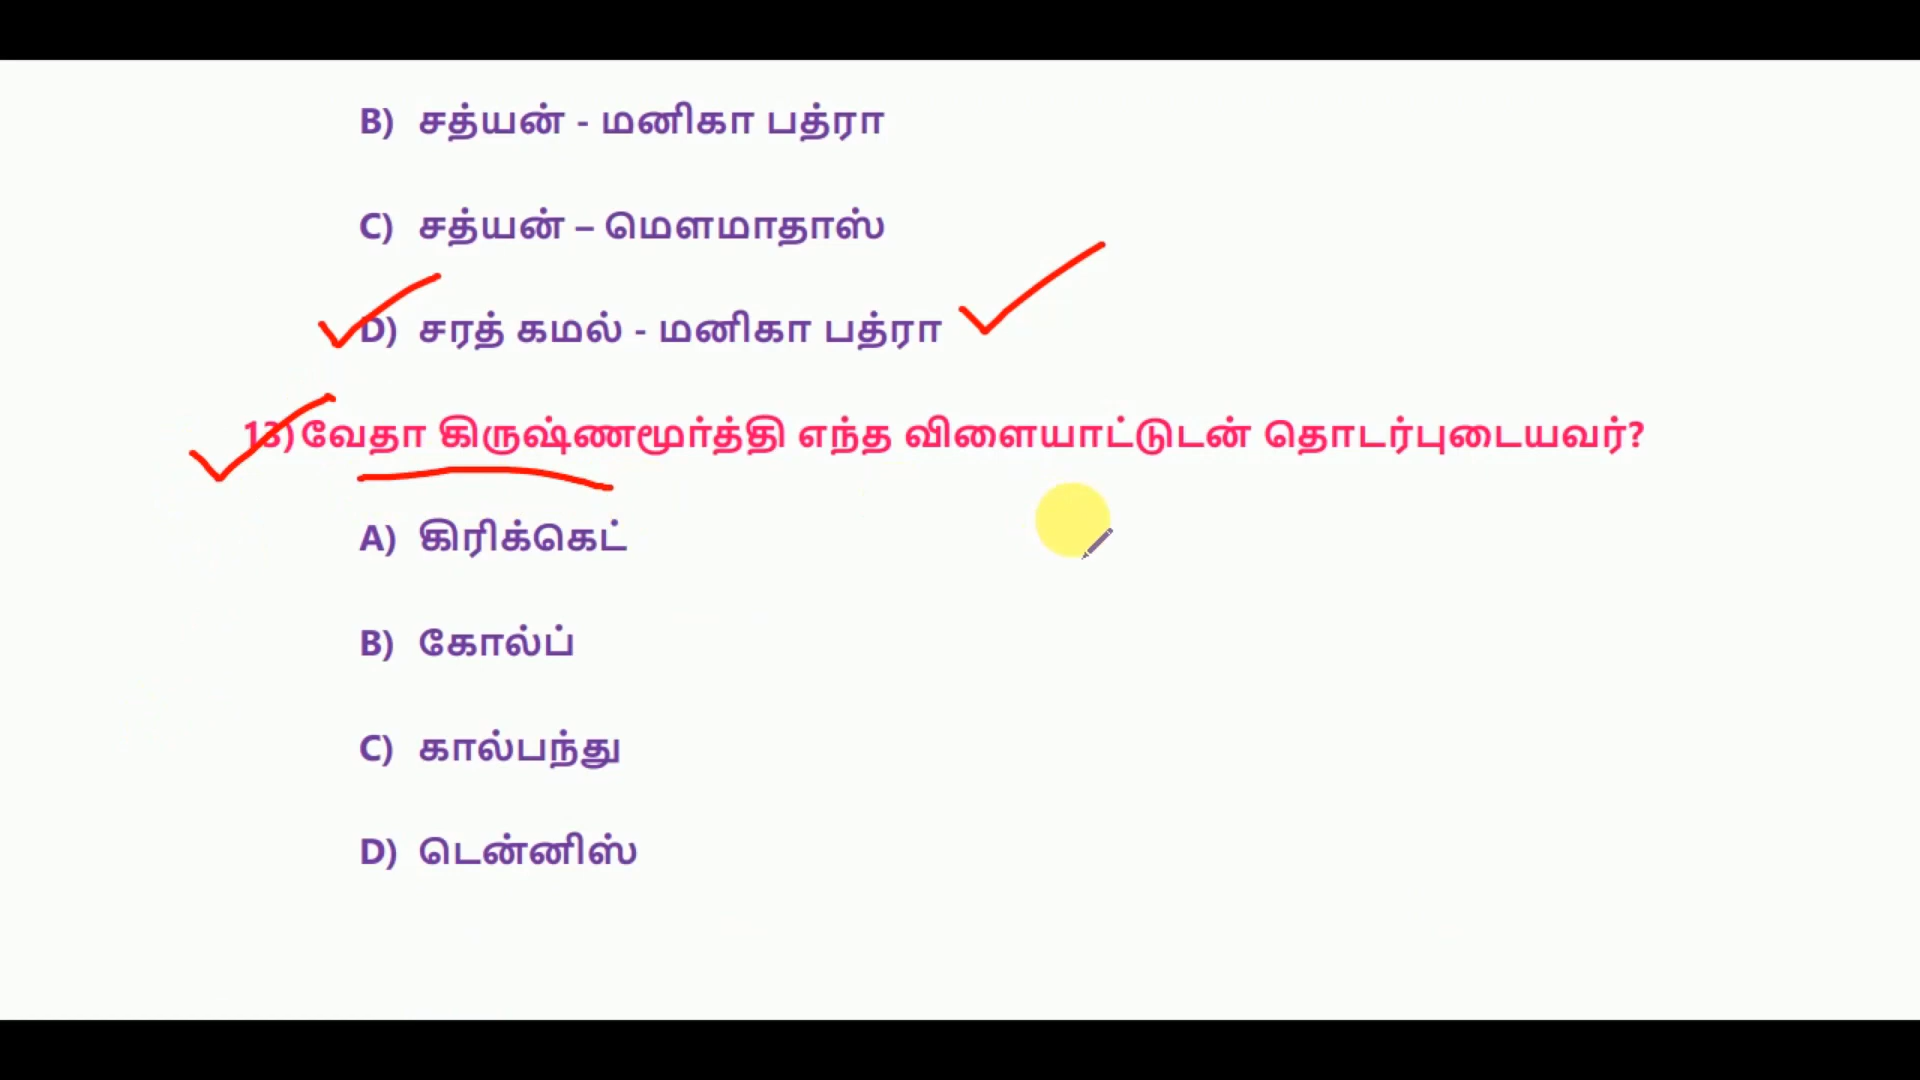 B) சத்யன் - மனிகா பத்ரா
C) சத்யன் – மௌமாதாஸ்
D) சரத் கமல் - மனிகா பத்ரா
13) வேதா கிருஷ்ணமூர்த்தி எந்த விளையாட்டுடன் தொடர்புடையவர்?
A) கிரிக்கெட்
B) கோல்ப்
C) கால்பந்து
D) டென்னிஸ்